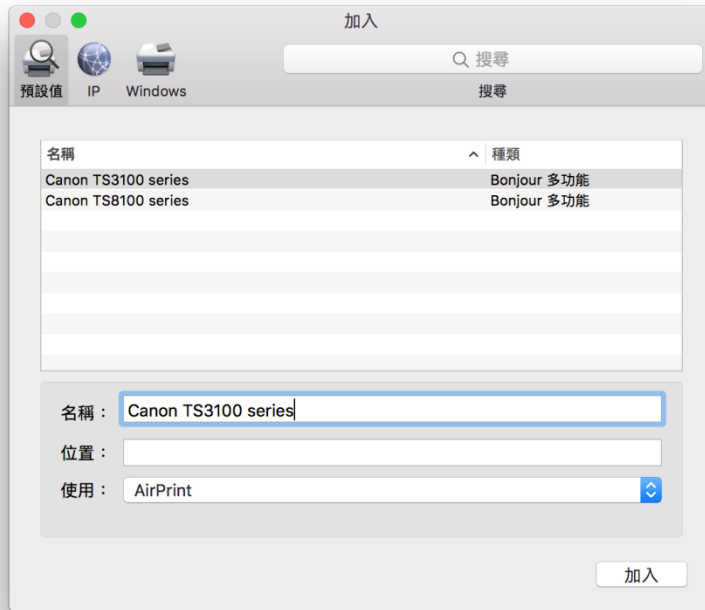 加入
搜尋
預設值 IP Windows 搜尋
名稱 種類
Canon TS3100 series Bonjour 多功能
Canon TS8100 series Bonjour 多功能
名稱： Canon TS3100 series
位置：
使用： AirPrint
加入